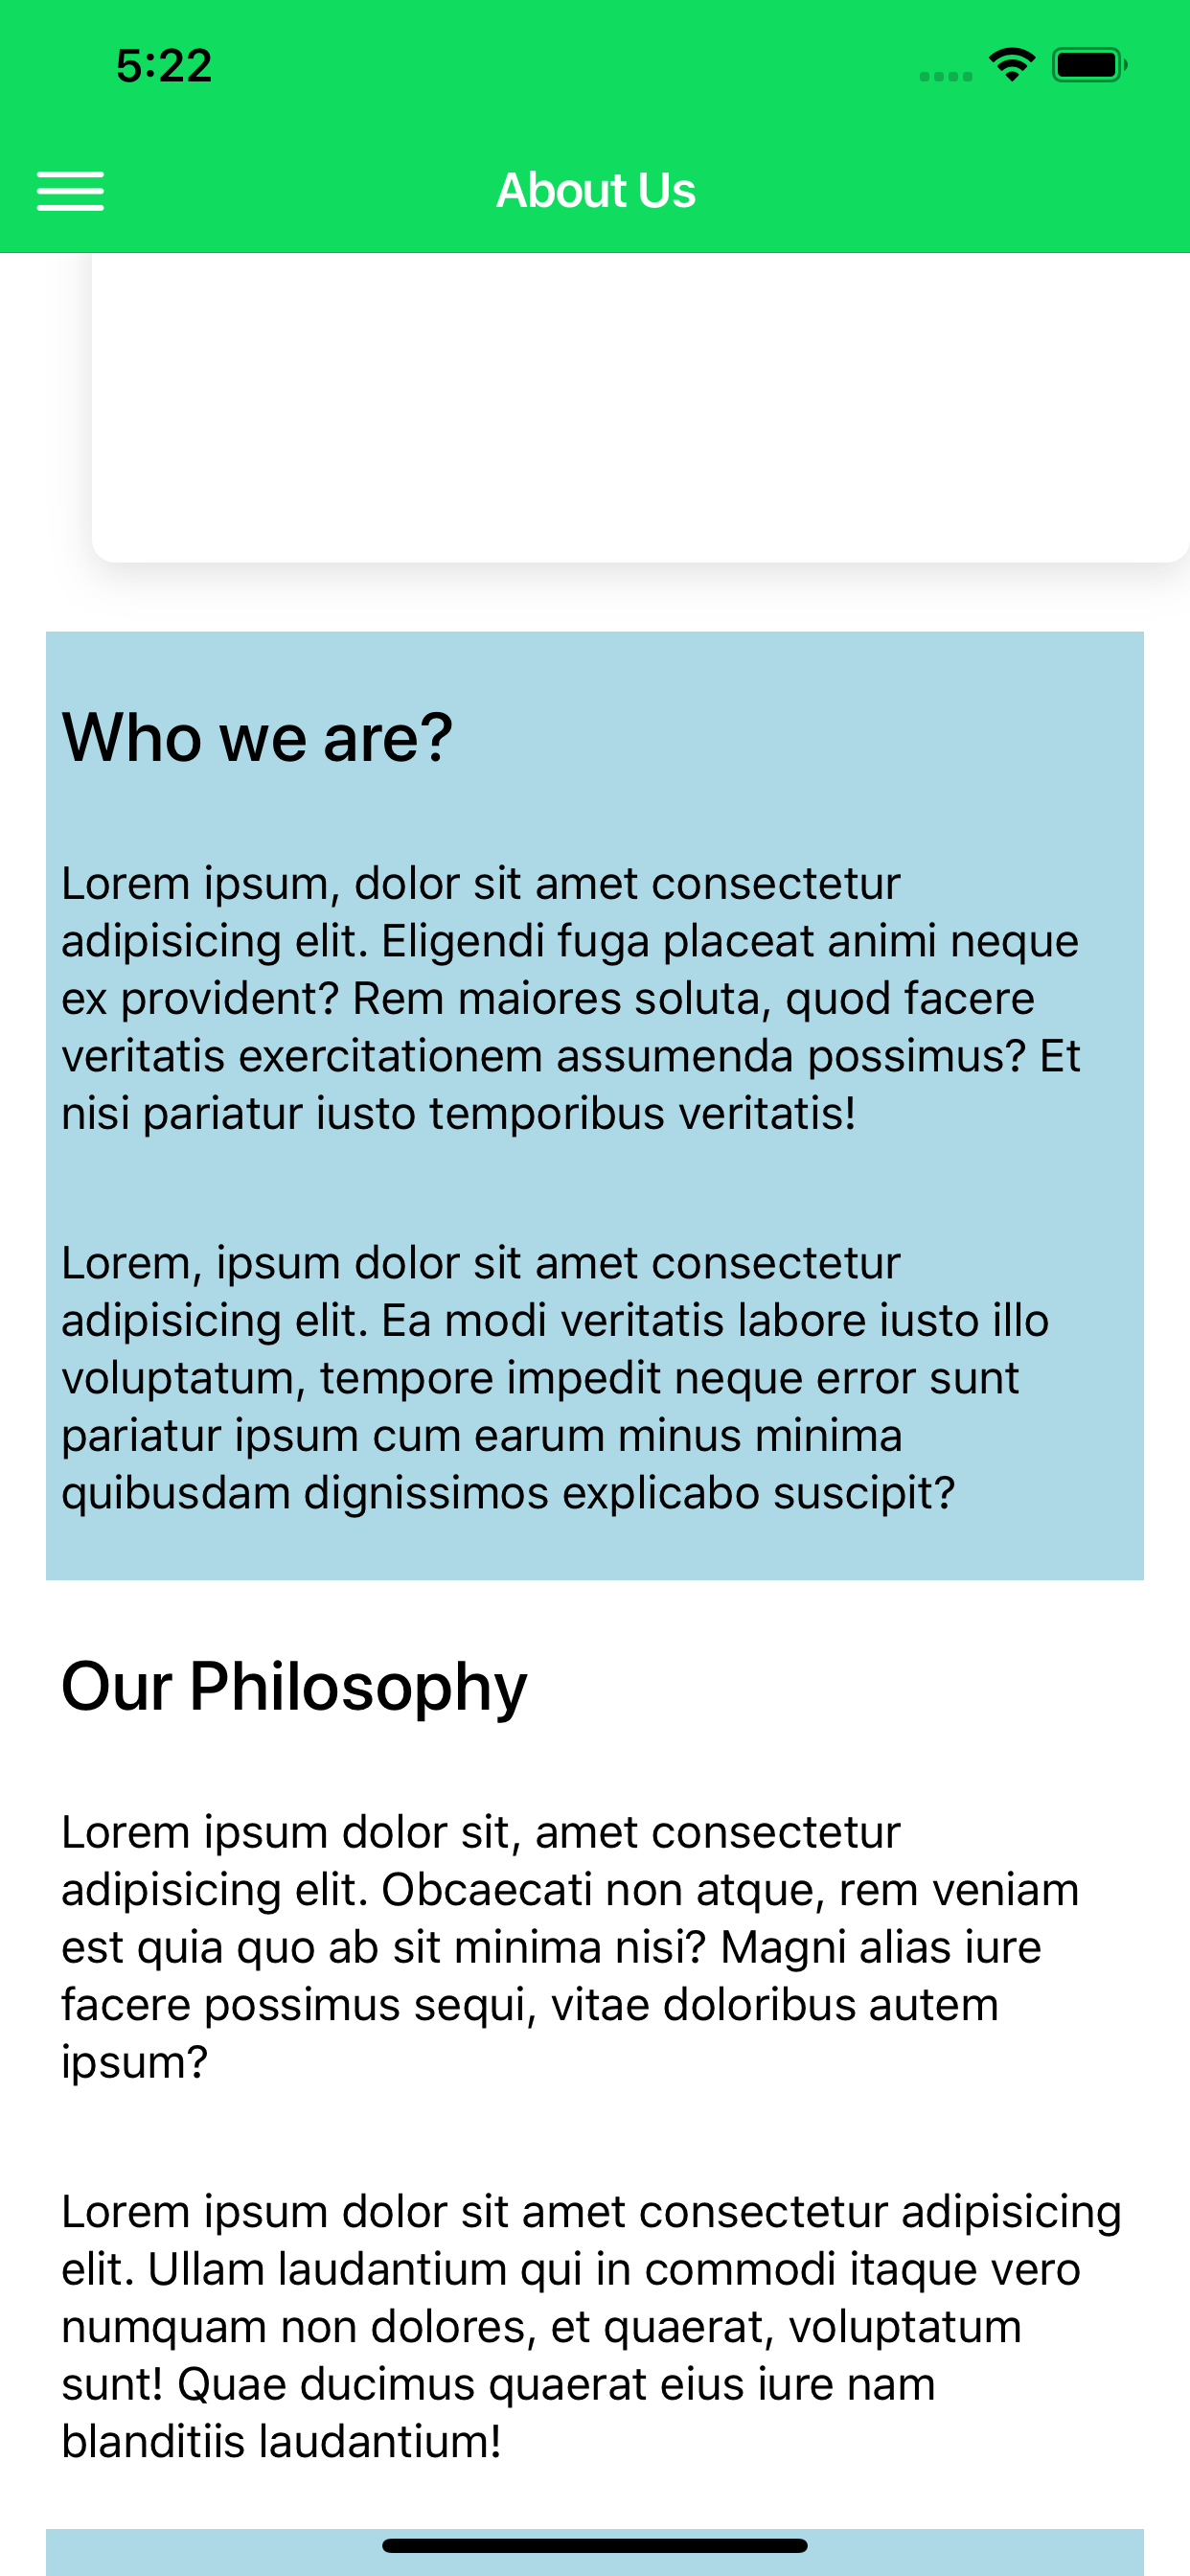 5:22
About Us
Who we are?
Lorem ipsum, dolor sit amet consectetur
adipisicing elit. Eligendi fuga placeat animi neque
ex provident? Rem maiores soluta, quod facere
veritatis exercitationem assumenda possimus? Et
nisi pariatur iusto temporibus veritatis!
Lorem, ipsum dolor sit amet consectetur
adipisicing elit. Ea modi veritatis labore iusto illo
voluptatum, tempore impedit neque error sunt
pariatur ipsum cum earum minus minima
quibusdam dignissimos explicabo suscipit?
Our Philosophy
Lorem ipsum dolor sit, amet consectetur
adipisicing elit. Obcaecati non atque, rem veniam
est quia quo ab sit minima nisi? Magni alias iure
facere possimus sequi, vitae doloribus autem
ipsum?
Lorem ipsum dolor sit amet consectetur adipisicing
elit. Ullam laudantium qui in commodi itaque vero
numquam non dolores, et quaerat, voluptatum
sunt! Quae ducimus quaerat eius iure nam
blanditiis laudantium!